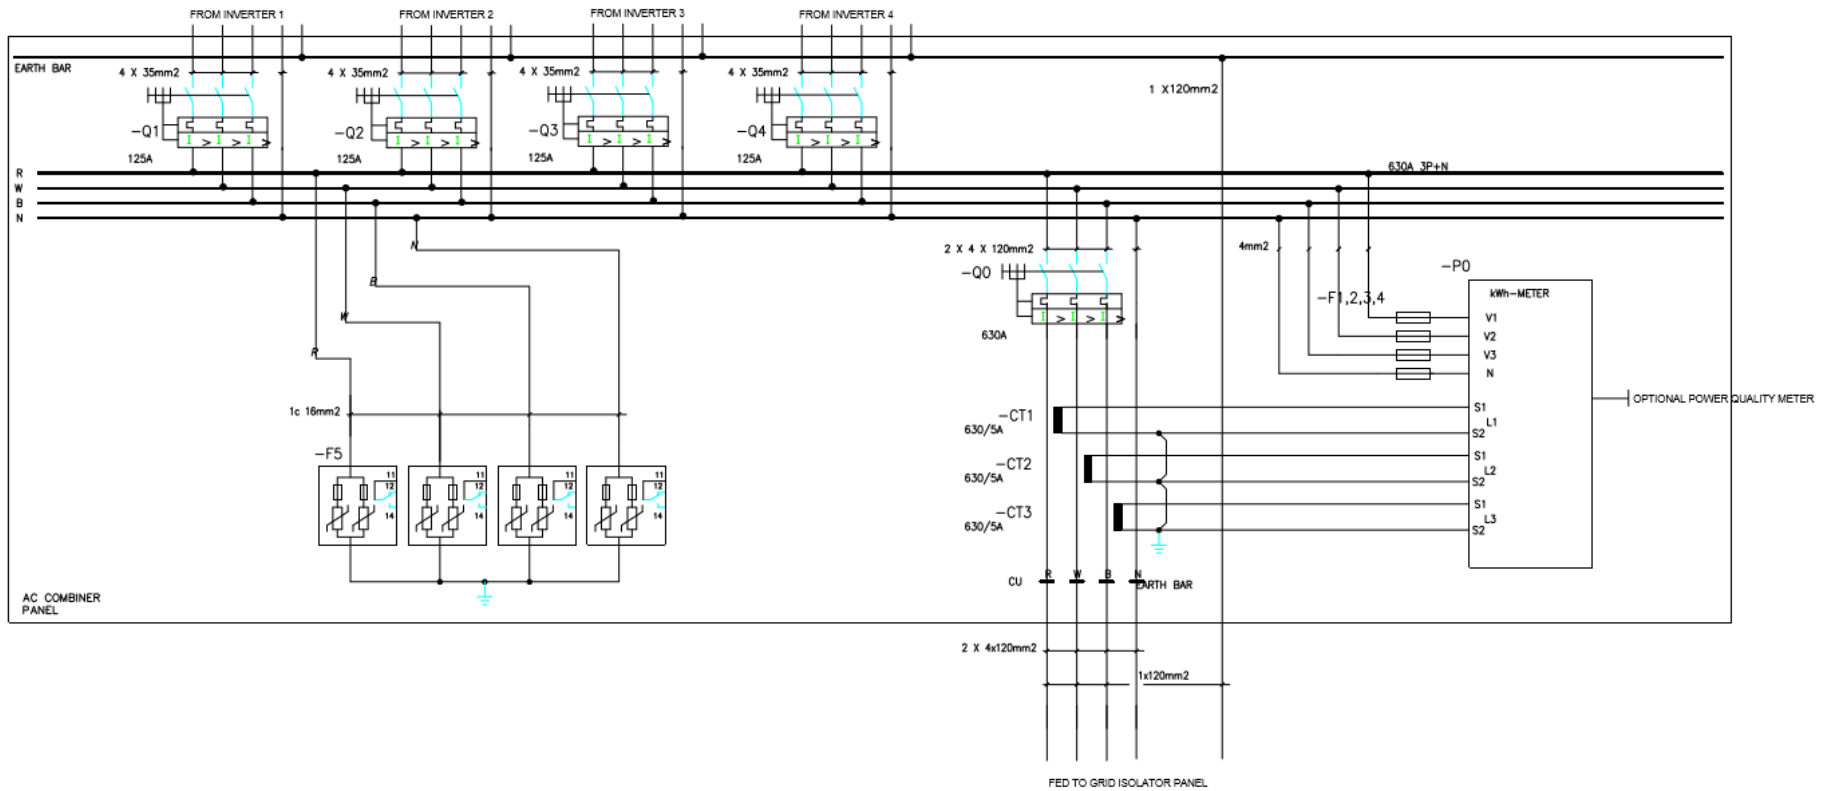 FROM INVERTER 1
FROM INVERTER 2
FROM INVERTER 3
FROM INVERTER 4
EARTH BAR
4 X 35mm2
4 X 35mm2
4 X 35mm2
4 X 35mm2
1 X120mm2
-Q1
-Q2
-Q3
-Q4
I > I > I >
I > I > I >
I > I > I >
I > I > I >
125A
125A
125A
125A
R
W
B
N
630A 3P+N
N
B
W
R
2 X 4 X 120mm2
4mm2
-Q0
I > I > I >
630A
-P0
kWh-METER
-F1,2,3,4
V1
V2
V3
N
OPTIONAL POWER QUALITY METER
1c 16mm2
-F5
11
12
14
11
12
14
11
12
14
11
12
14
-CT1
630/5A
S1
L1
S2
-CT2
630/5A
S1
L2
S2
-CT3
630/5A
S1
L3
S2
CU
R
W
B
N
EARTH BAR
AC COMBINER
PANEL
2 X 4x120mm2
1x120mm2
FED TO GRID ISOLATOR PANEL